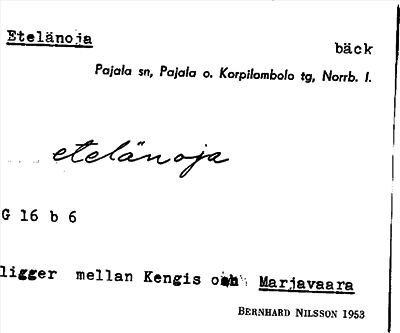 Etelänoja
bäck
Pajala sn, Pajala o. Korpilombolo tg, Norrb. l.
etelänoja
G 16 b 6
ligger mellan Kengis och Marjavaara
BERNHARD NILSSON 1953